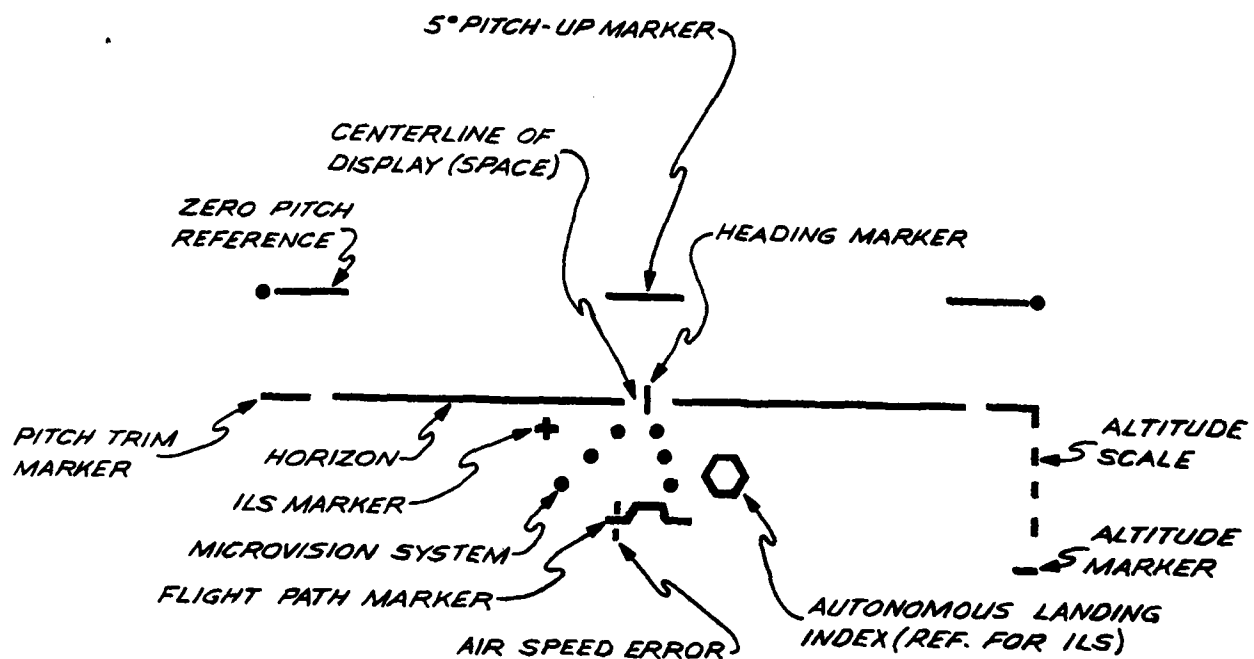 5° PITCH-UP MARKER
CENTERLINE OF
DISPLAY (SPACE)
ZERO PITCH
REFERENCE
HEADING MARKER
PITCH TRIM
MARKER
HORIZON
ILS MARKER
MICROVISION SYSTEM
FLIGHT PATH MARKER
AIR SPEED ERROR
ALTITUDE
SCALE
ALTITUDE
MARKER
AUTONOMOUS LANDING
INDEX (REF. FOR ILS)